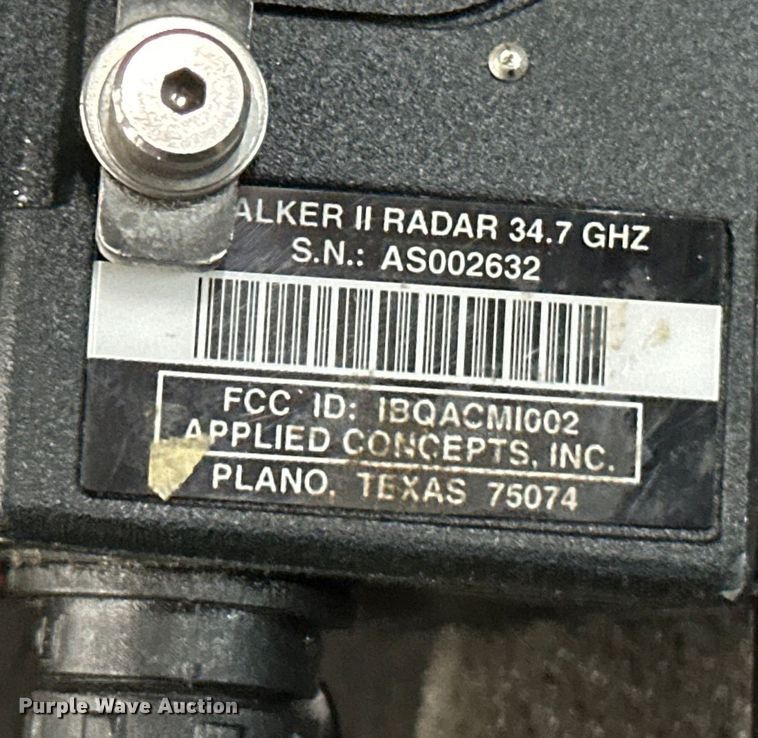 ALKER II RADAR 34.7 GHZ
S.N.: AS002632
FCC ID: IBQACMI002
APPLIED CONCEPTS, INC.
PLANO, TEXAS 75074
Purple Wave Auction